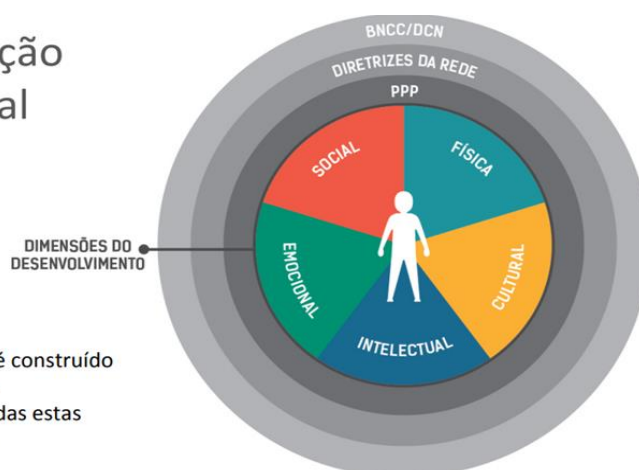 ção
al
BNCC/DCN
DIRETRIZES DA REDE
PPP
SOCIAL
FÍSICA
EMOCIONAL
CULTURAL
INTELECTUAL
DIMENSÕES DO
DESENVOLVIMENTO
é construído
das estas